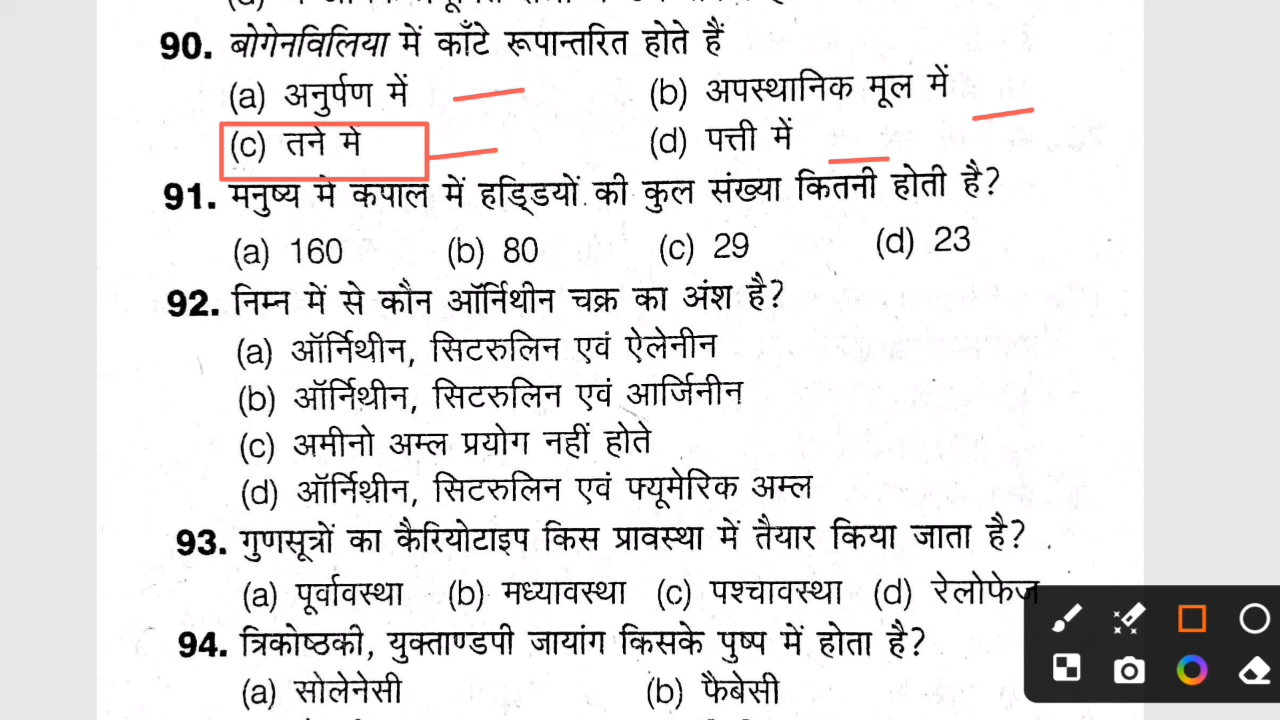 90. बोगेनविलिया में काँटे रूपान्तरित होते हैं
(a) अनुर्पण में (b) अपस्थानिक मूल में
(c) तने मे (d) पत्ती में
91. मनुष्य मे कपाल में हड्डियों की कुल संख्या कितनी होती है?
(a) 160 (b) 80 (c) 29 (d) 23
92. निम्न में से कौन ऑर्निथीन चक्र का अंश है?
(a) ऑर्निथीन, सिटरुलिन एवं ऐलेनीन
(b) ऑर्निथीन, सिटरुलिन एवं आर्जिनीन
(c) अमीनो अम्ल प्रयोग नहीं होते
(d) ऑर्निथीन, सिटरुलिन एवं फ्यूमेरिक अम्ल
93. गुणसूत्रों का कैरियोटाइप किस प्रावस्था में तैयार किया जाता है?
(a) पूर्वावस्था (b) मध्यावस्था (c) पश्चावस्था (d) रेलोफेज
94. त्रिकोष्ठकी, युक्ताण्डपी जायांग किसके पुष्प में होता है?
(a) सोलेनेसी (b) फैबेसी